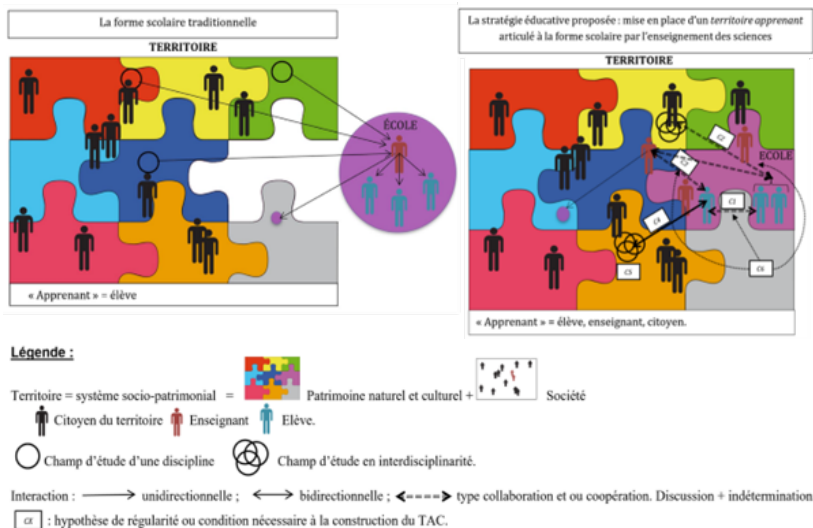 La forme scolaire traditionnelle
TERRITOIRE
ÉCOLE
« Apprenant » = élève
La stratégie éducative proposée : mise en place d'un territoire apprenant
articulé à la forme scolaire par l'enseignement des sciences
TERRITOIRE
C2
C3
ECOLE
C1
C4
C5
C6
« Apprenant » = élève, enseignant, citoyen.
Légende :
Territoire = système socio-patrimonial = Patrimoine naturel et culturel + Société
Citoyen du territoire Enseignant Elève.
Champ d'étude d'une discipline Champ d'étude en interdisciplinarité.
Interaction : unidirectionnelle ; bidirectionnelle ; type collaboration et ou coopération. Discussion + indétermination
: hypothèse de régularité ou condition nécessaire à la construction du TAC.